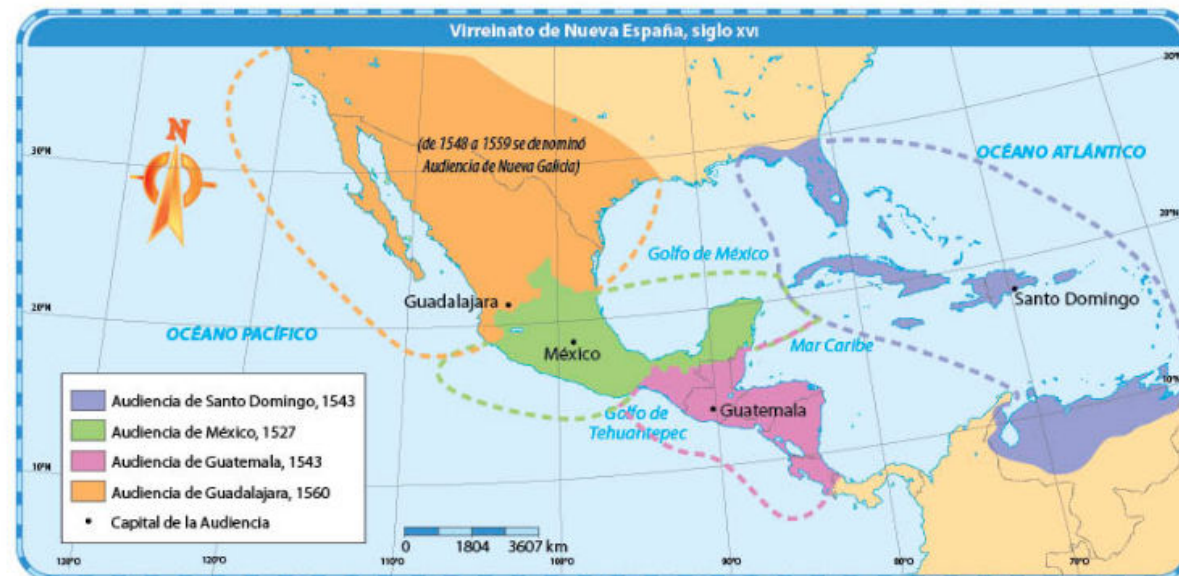 Virreinato de Nueva España, siglo XVI
30°N
N
(de 1548 a 1559 se denominó
Audiencia de Nueva Galicia)
OCÉANO ATLÁNTICO
30°N
20°N
Golfo de México
Guadalajara
Santo Domingo
20°N
OCÉANO PACÍFICO
México
Mar Caribe
10°N
Guatemala
Golfo de
Tehuantepec
Audiencia de Santo Domingo, 1543
Audiencia de México, 1527
Audiencia de Guatemala, 1543
Audiencia de Guadalajara, 1560
Capital de la Audiencia
10°N
0 1804 3607 km
120°O 110°O 100°O 90°O 80°O 70°O